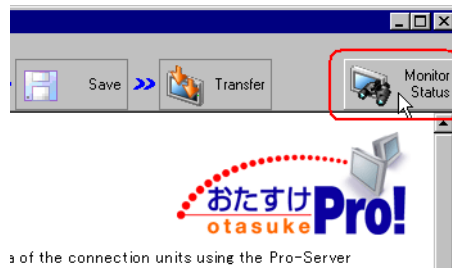 Save
Transfer
Monitor
Status
おたすけPro!
otasuke
a of the connection units using the Pro-Server